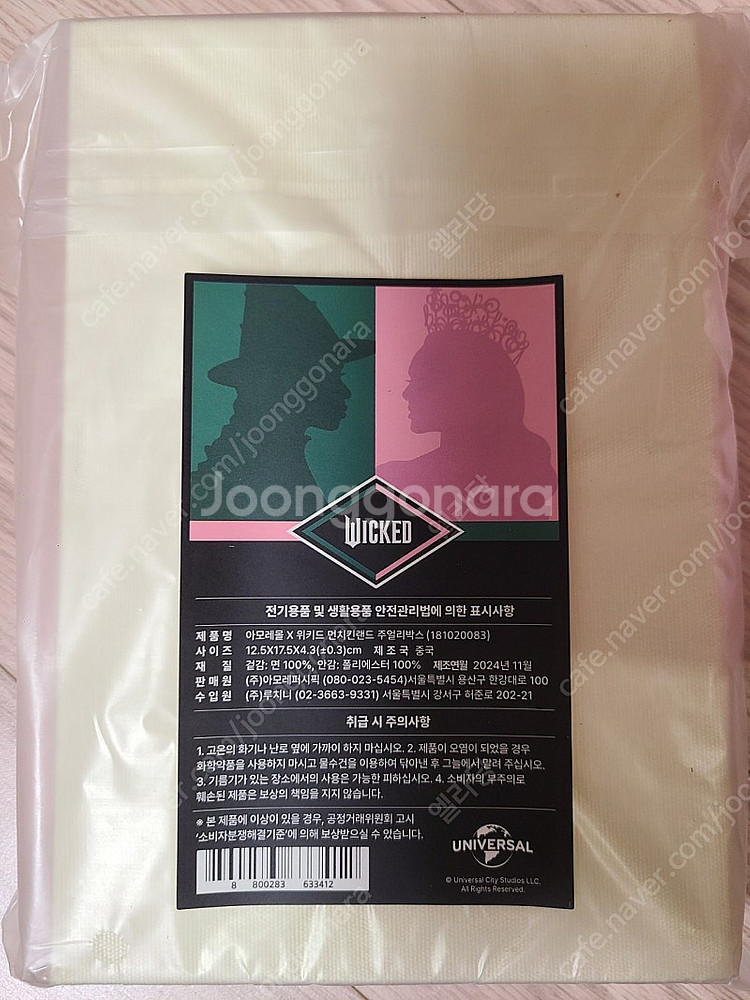 WICKED
전기용품 및 생활용품 안전관리법에 의한 표시사항
제 품 명 아모레몰 X 위키드 먼치킨랜드 주얼리박스 (181020083)
사 이 즈 12.5X17.5X4.3(±0.3)cm 제 조 국 중국
재 질 겉감: 면 100%, 안감: 폴리에스터 100% 제조연월 2024년 11월
판 매 원 (주)아모레퍼시픽 (080-023-5454)서울특별시 용산구 한강대로 100
수 입 원 (주)루치니 (02-3663-9331) 서울특별시 강서구 허준로 202-21
취급 시 주의사항
1. 고온의 화기나 난로 옆에 가까이 하지 마십시오. 2. 제품이 오염이 되었을 경우
화학약품을 사용하지 마시고 물수건을 이용하여 닦아낸 후 그늘에서 말려 주십시오.
3. 기름기가 있는 장소에서의 사용은 가능한 피하십시오. 4. 소비자의 부주의로
훼손된 제품은 보상의 책임을 지지 않습니다.
※ 본 제품에 이상이 있을 경우, 공정거래위원회 고시
'소비자분쟁해결기준'에 의해 보상받으실 수 있습니다.
8 800283 633412
UNIVERSAL
© Universal City Studios LLC.
All Rights Reserved.
Joonggonara
cafe.naver.com/joonggonara
엘리당